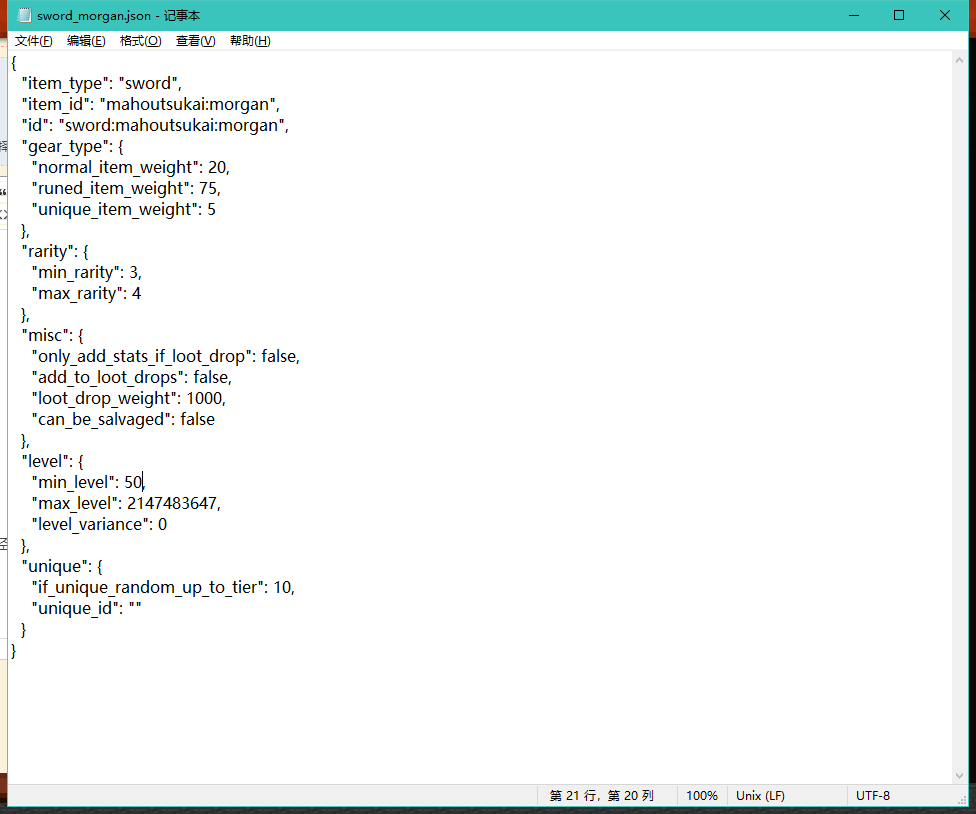 sword_morgan.json - 记事本
文件(F) 编辑(E) 格式(O) 查看(V) 帮助(H)
{
  "item_type": "sword",
  "item_id": "mahoutsukai:morgan",
  "id": "sword:mahoutsukai:morgan",
  "gear_type": {
    "normal_item_weight": 20,
    "runed_item_weight": 75,
    "unique_item_weight": 5
  },
  "rarity": {
    "min_rarity": 3,
    "max_rarity": 4
  },
  "misc": {
    "only_add_stats_if_loot_drop": false,
    "add_to_loot_drops": false,
    "loot_drop_weight": 1000,
    "can_be_salvaged": false
  },
  "level": {
    "min_level": 50,
    "max_level": 2147483647,
    "level_variance": 0
  },
  "unique": {
    "if_unique_random_up_to_tier": 10,
    "unique_id": ""
  }
}
第 21 行，第 20 列 100% Unix (LF) UTF-8